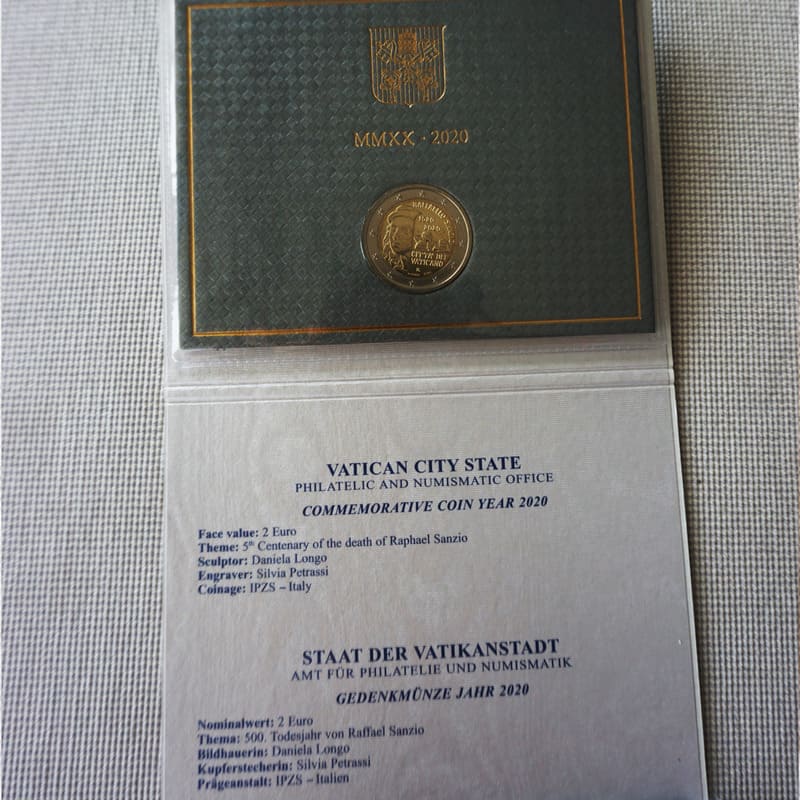 MMXX · 2020
RAFFAELLO SANZIO
1520
2020
CITTA' DEL
VATICANO
R
VATICAN CITY STATE
PHILATELIC AND NUMISMATIC OFFICE
COMMEMORATIVE COIN YEAR 2020
Face value: 2 Euro
Theme: 5th Centenary of the death of Raphael Sanzio
Sculptor: Daniela Longo
Engraver: Silvia Petrassi
Coinage: IPZS – Italy
STAAT DER VATIKANSTADT
AMT FÜR PHILATELIE UND NUMISMATIK
GEDENKMÜNZE JAHR 2020
Nominalwert: 2 Euro
Thema: 500. Todesjahr von Raffael Sanzio
Bildhauerin: Daniela Longo
Kupferstecherin: Silvia Petrassi
Prägeanstalt: IPZS – Italien